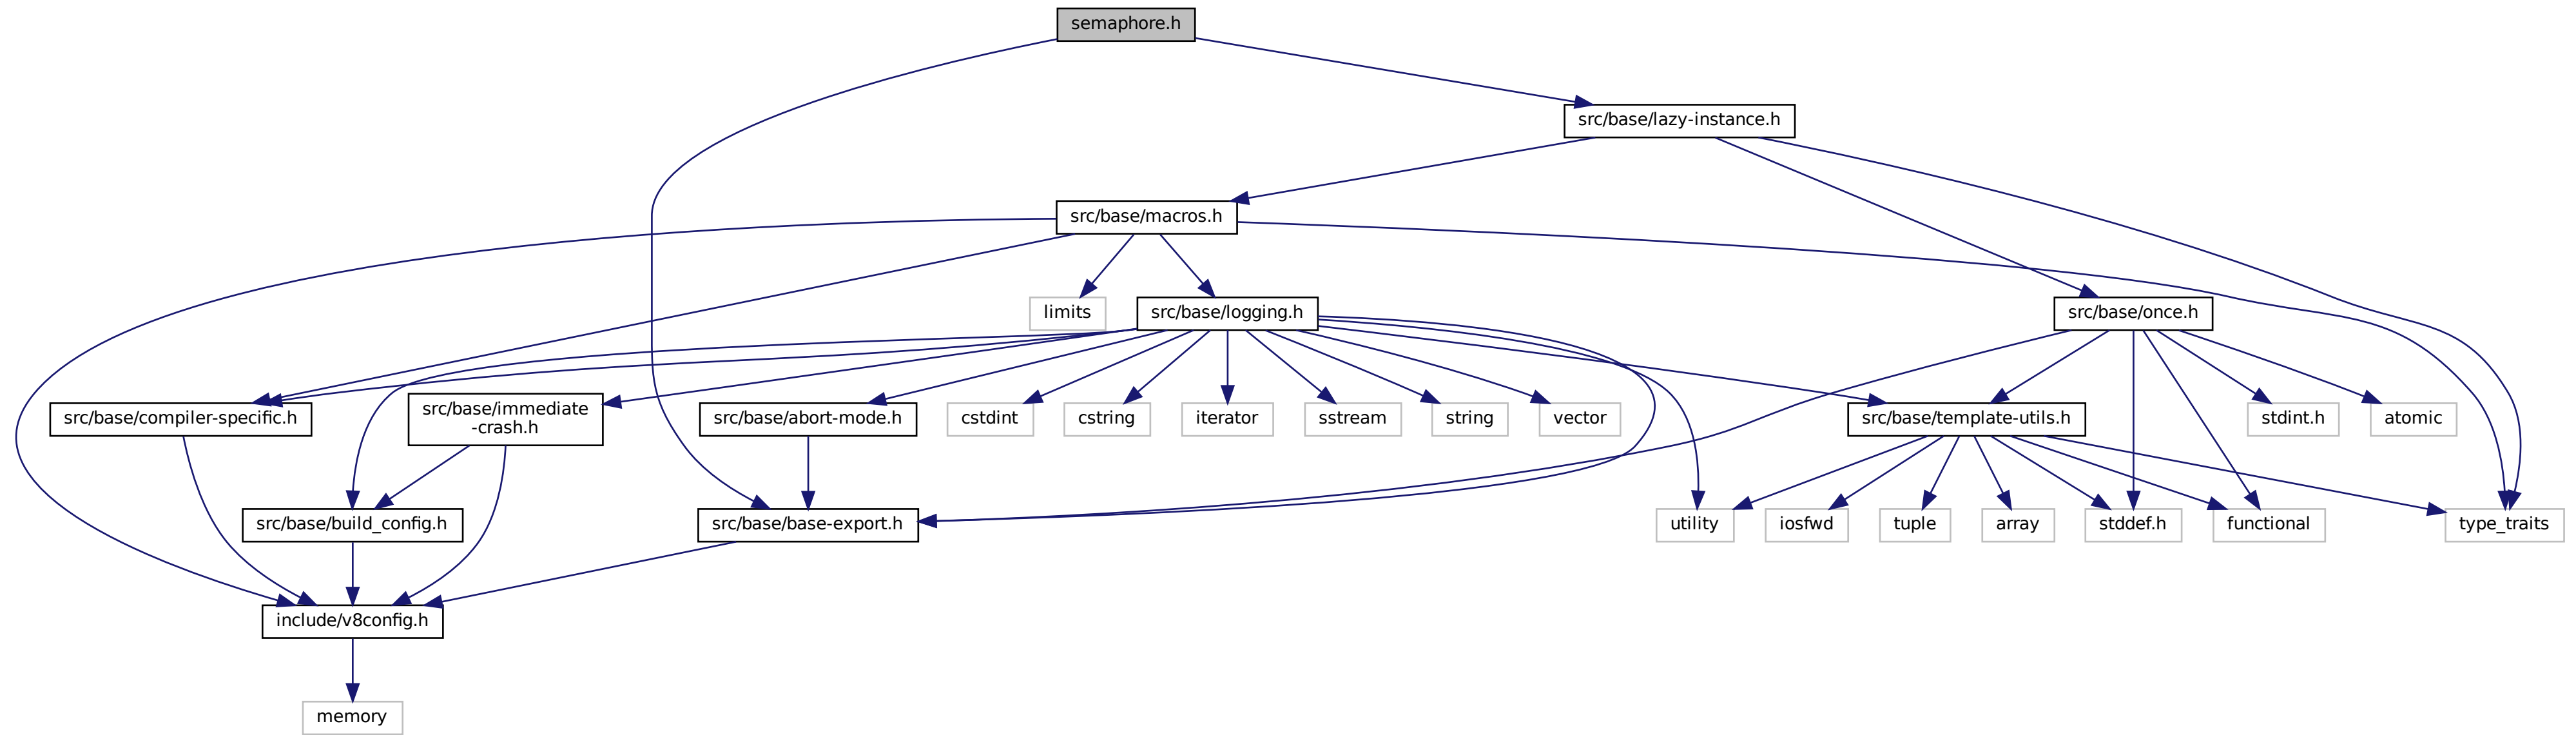 semaphore.h
src/base/lazy-instance.h
src/base/macros.h
limits
src/base/logging.h
src/base/once.h
src/base/compiler-specific.h
src/base/immediate
-crash.h
src/base/abort-mode.h
cstdint
cstring
iterator
sstream
string
vector
src/base/template-utils.h
stdint.h
atomic
src/base/build_config.h
src/base/base-export.h
utility
iosfwd
tuple
array
stddef.h
functional
type_traits
include/v8config.h
memory